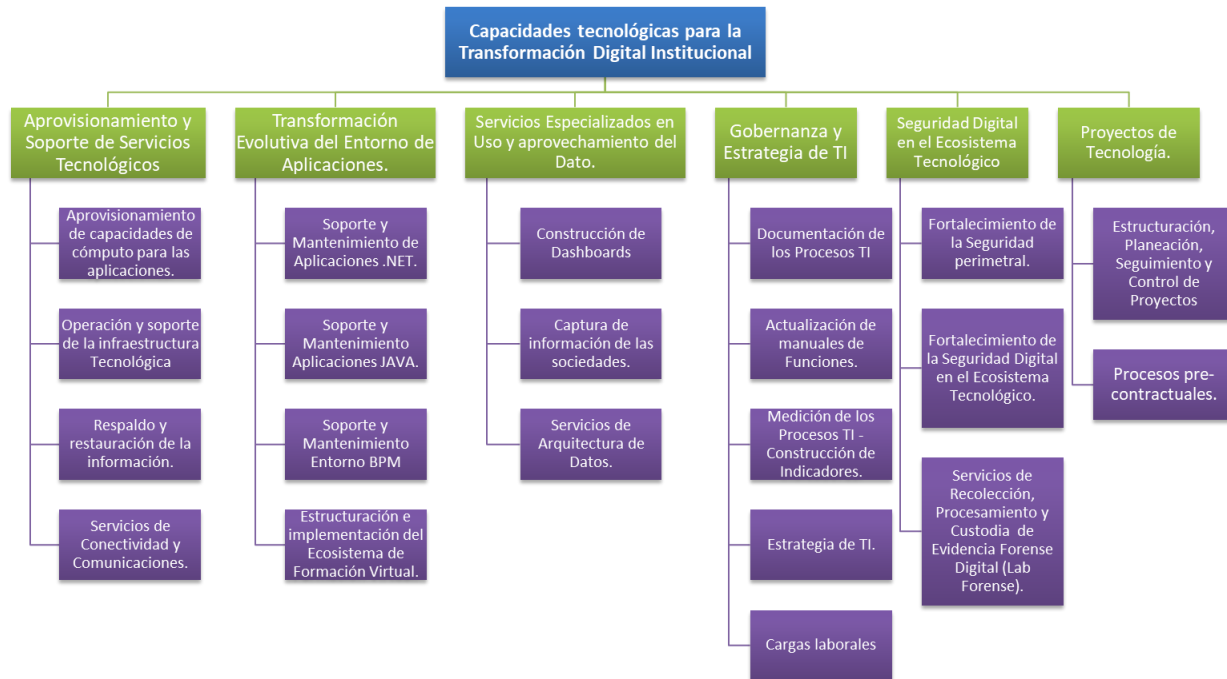 Capacidades tecnológicas para la
Transformación Digital Institucional
Aprovisionamiento y
Soporte de Servicios
Tecnológicos
Aprovisionamiento
de capacidades de
cómputo para las
aplicaciones.
Operación y soporte
de la infraestructura
Tecnológica
Respaldo y
restauración de la
información.
Servicios de
Conectividad y
Comunicaciones.
Transformación
Evolutiva del Entorno de
Aplicaciones.
Soporte y
Mantenimiento de
Aplicaciones .NET.
Soporte y
Mantenimiento
Aplicaciones JAVA.
Soporte y
Mantenimiento
Entorno BPM
Estructuración e
implementación del
Ecosistema de
Formación Virtual.
Servicios Especializados en
Uso y aprovechamiento del
Dato.
Construcción de
Dashboards
Captura de
información de las
sociedades.
Servicios de
Arquitectura de
Datos.
Gobernanza y
Estrategia de TI
Documentación de
los Procesos TI
Actualización de
manuales de
Funciones.
Medición de los
Procesos TI -
Construcción de
Indicadores.
Estrategia de TI.
Cargas laborales
Seguridad Digital
en el Ecosistema
Tecnológico
Fortalecimiento de
la Seguridad
perimetral.
Fortalecimiento de
la Seguridad Digital
en el Ecosistema
Tecnológico.
Servicios de
Recolección,
Procesamiento y
Custodia de
Evidencia Forense
Digital (Lab
Forense).
Proyectos de
Tecnología.
Estructuración,
Planeación,
Seguimiento y
Control de
Proyectos
Procesos pre-
contractuales.